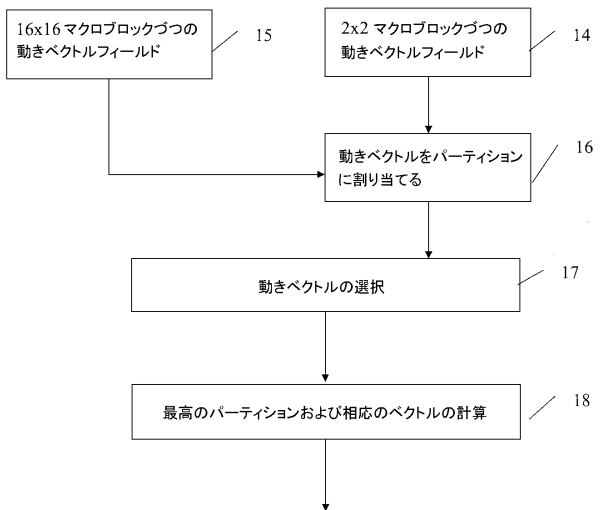 16x16 マクロブロックづつの
動きベクトルフィールド
15
2x2 マクロブロックづつの
動きベクトルフィールド
14
動きベクトルをパーティション
に割り当てる
16
動きベクトルの選択
17
最高のパーティションおよび相応のベクトルの計算
18